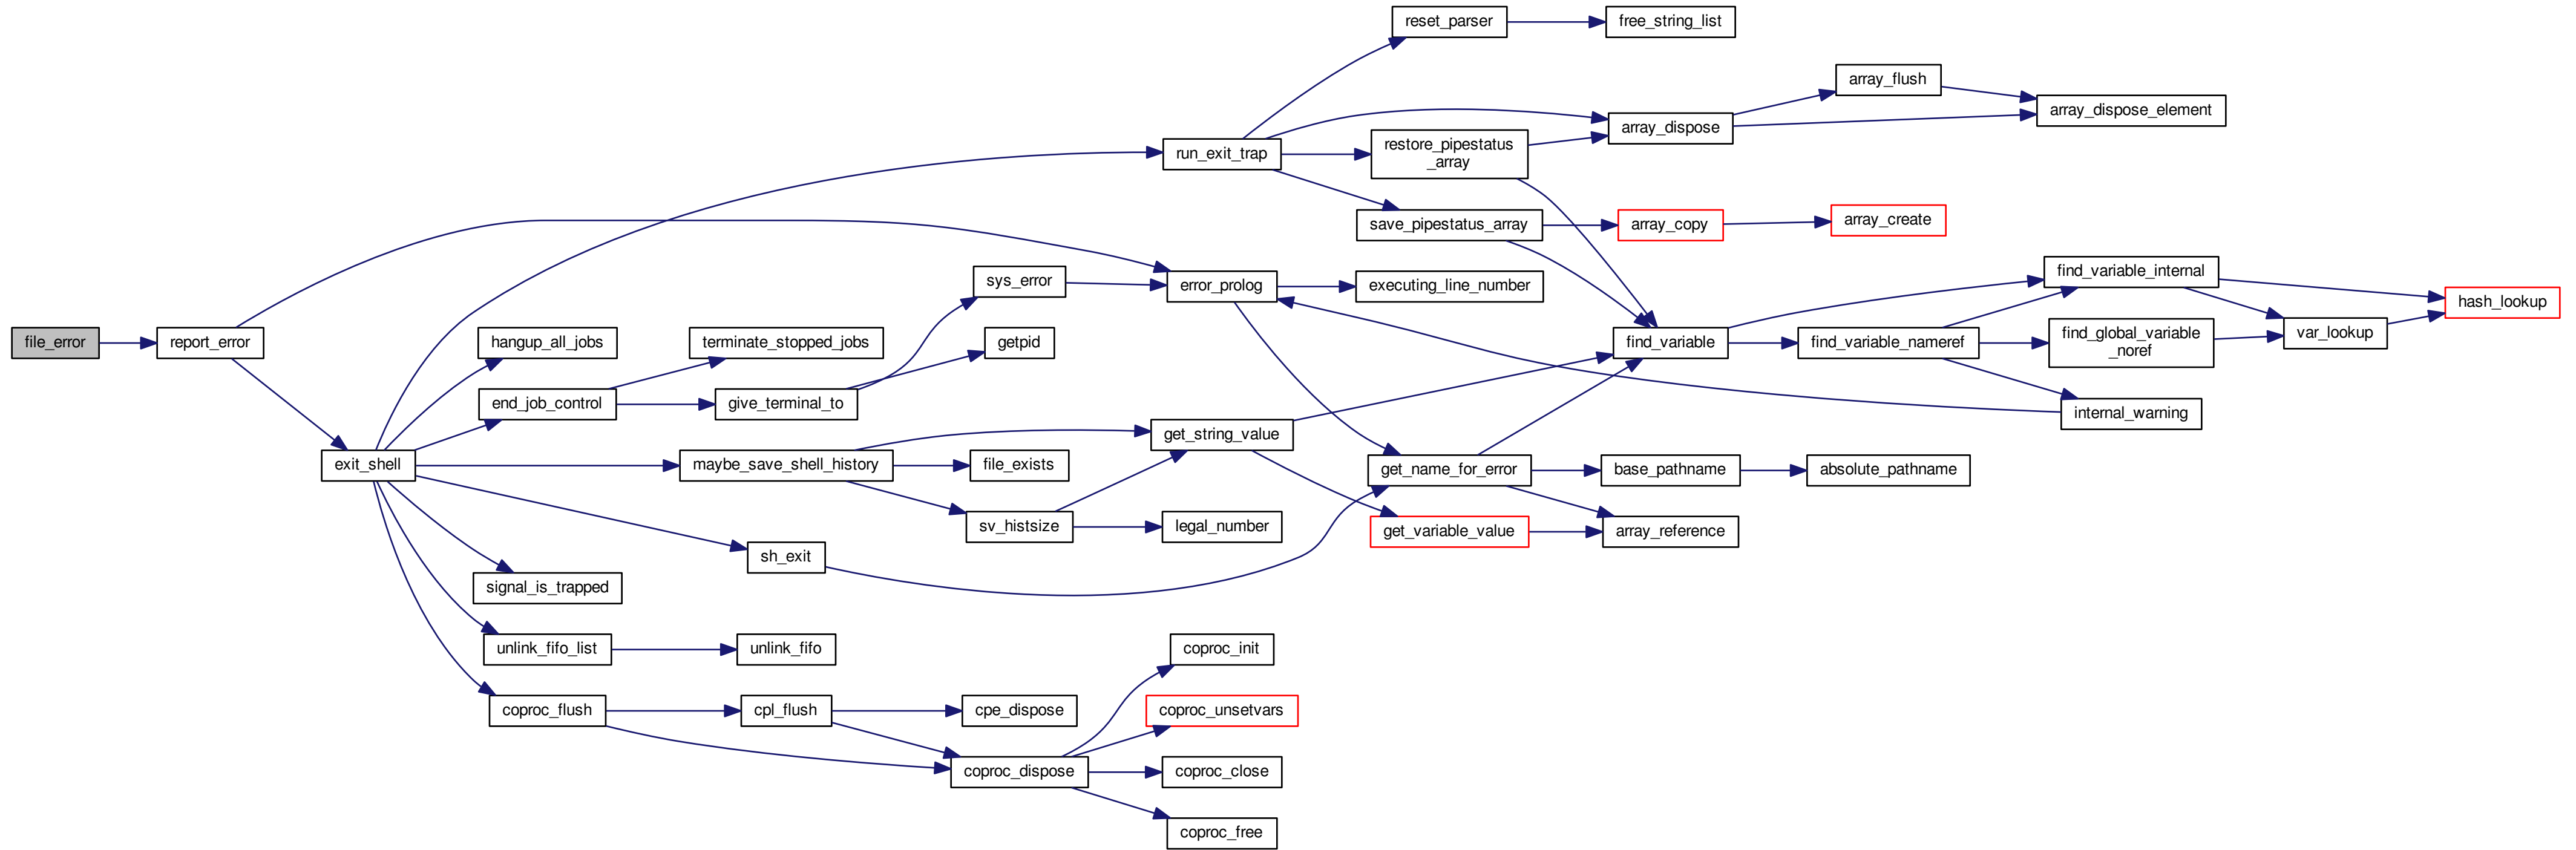 file_error
report_error
exit_shell
hangup_all_jobs
end_job_control
signal_is_trapped
unlink_fifo_list
coproc_flush
terminate_stopped_jobs
give_terminal_to
maybe_save_shell_history
sh_exit
unlink_fifo
cpl_flush
sys_error
getpid
file_exists
sv_histsize
cpe_dispose
coproc_dispose
run_exit_trap
error_prolog
get_string_value
legal_number
coproc_init
coproc_unsetvars
coproc_close
coproc_free
reset_parser
restore_pipestatus
_array
save_pipestatus_array
executing_line_number
get_name_for_error
get_variable_value
free_string_list
array_dispose
array_copy
find_variable
base_pathname
array_reference
array_flush
array_create
find_variable_nameref
absolute_pathname
array_dispose_element
find_variable_internal
find_global_variable
_noref
internal_warning
var_lookup
hash_lookup